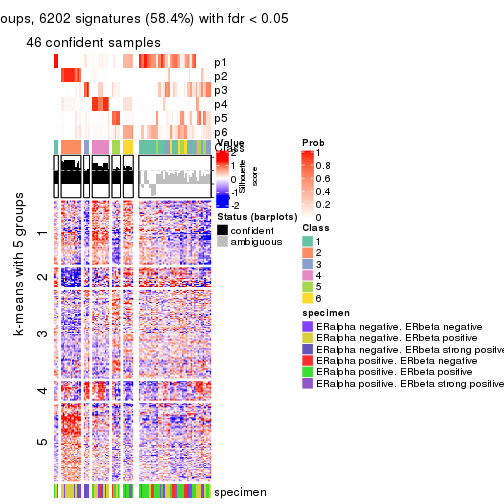 oups, 6202 signatures (58.4%) with fdr < 0.05
46 confident samples
p1
p2
p3
p4
p5
p6
Class
k-means with 5 groups
1
2
3
4
5
specimen
Value
2
1
0
-1
-2
Silhouette
score
Status (barplots)
confident
ambiguous
Prob
1
0.8
0.6
0.4
0.2
0
Class
1
2
3
4
5
6
specimen
ERalpha negative. ERbeta negative
ERalpha negative. ERbeta positive
ERalpha negative. ERbeta strong positive
ERalpha positive. ERbeta negative
ERalpha positive. ERbeta positive
ERalpha positive. ERbeta strong positive